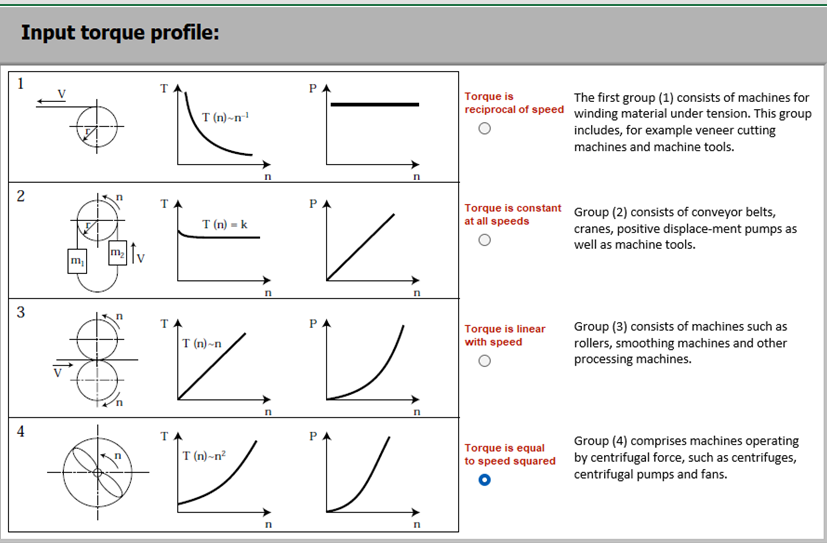 Input torque profile:
1
V
r
T
T (n)~n⁻¹
n
P
n
Torque is
reciprocal of speed
The first group (1) consists of machines for
winding material under tension. This group
includes, for example veneer cutting
machines and machine tools.
2
n
r
m₁
m₂
V
T
T (n) = k
n
P
n
Torque is constant
at all speeds
Group (2) consists of conveyor belts,
cranes, positive displace-ment pumps as
well as machine tools.
3
n
V
n
T
T (n)~n
n
P
n
Torque is linear
with speed
Group (3) consists of machines such as
rollers, smoothing machines and other
processing machines.
4
n
T
T (n)~n²
n
P
n
Torque is equal
to speed squared
Group (4) comprises machines operating
by centrifugal force, such as centrifuges,
centrifugal pumps and fans.